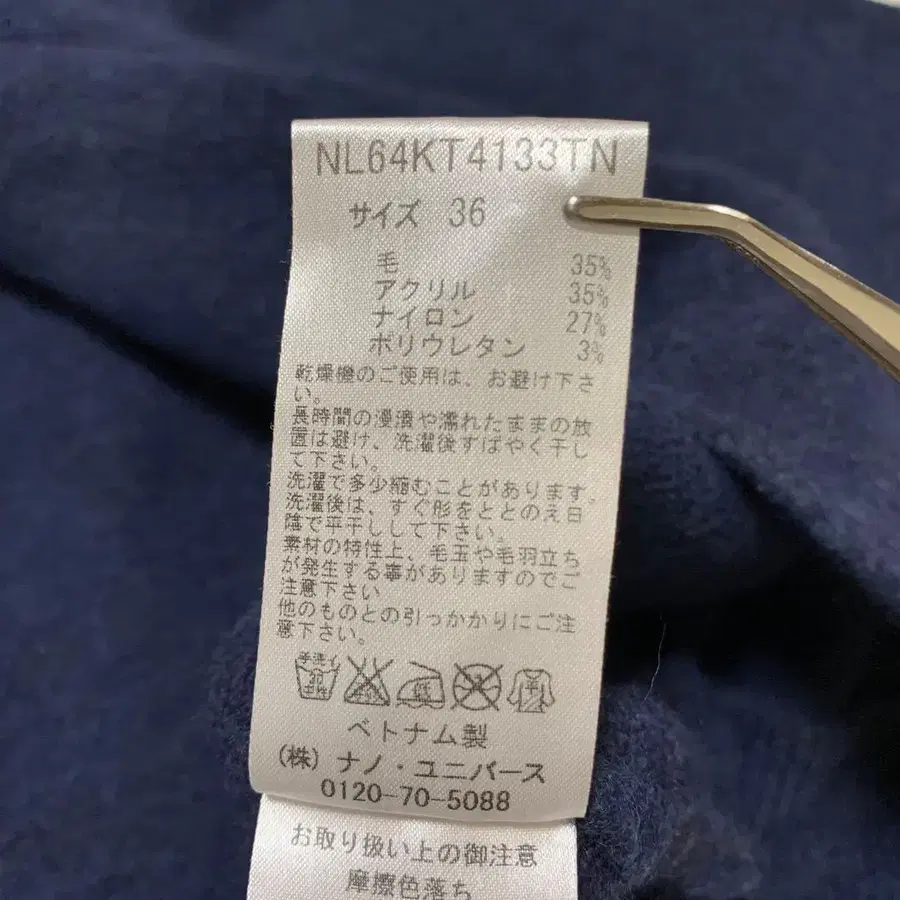 NL64KT4133TN
サイズ 36
毛 35%
アクリル 35%
ナイロン 27%
ポリウレタン 3%
乾燥機のご使用は、お避け下さ
い。
長時間の浸漬や濡れたままの放
置は避け、洗濯後すばやく干し
て下さい。
洗濯で多少縮むことがあります。
洗濯後は、すぐ形をととのえ日
陰で平干しして下さい。
素材の特性上、毛玉や毛羽立ち
が発生する事がありますのでご
注意下さい
他のものとの引っかかりにご注
意下さい。
手洗イ 30 中性 低 平
ベトナム製
(株) ナノ・ユニバース
0120-70-5088
お取り扱い上の御注意
摩擦色落ち